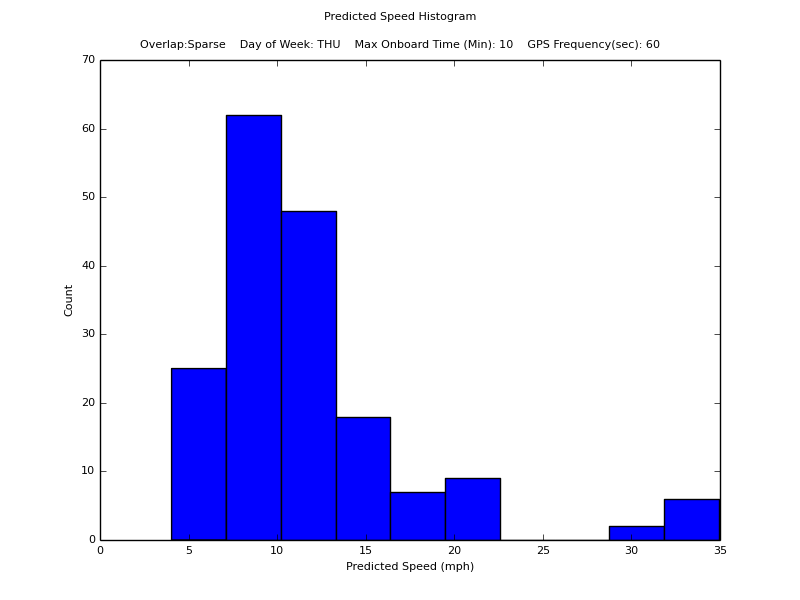 Predicted Speed Histogram
Overlap:Sparse    Day of Week: THU    Max Onboard Time (Min): 10    GPS Frequency(sec): 60
70
60
50
40
30
20
10
0
Count
0 5 10 15 20 25 30 35
Predicted Speed (mph)